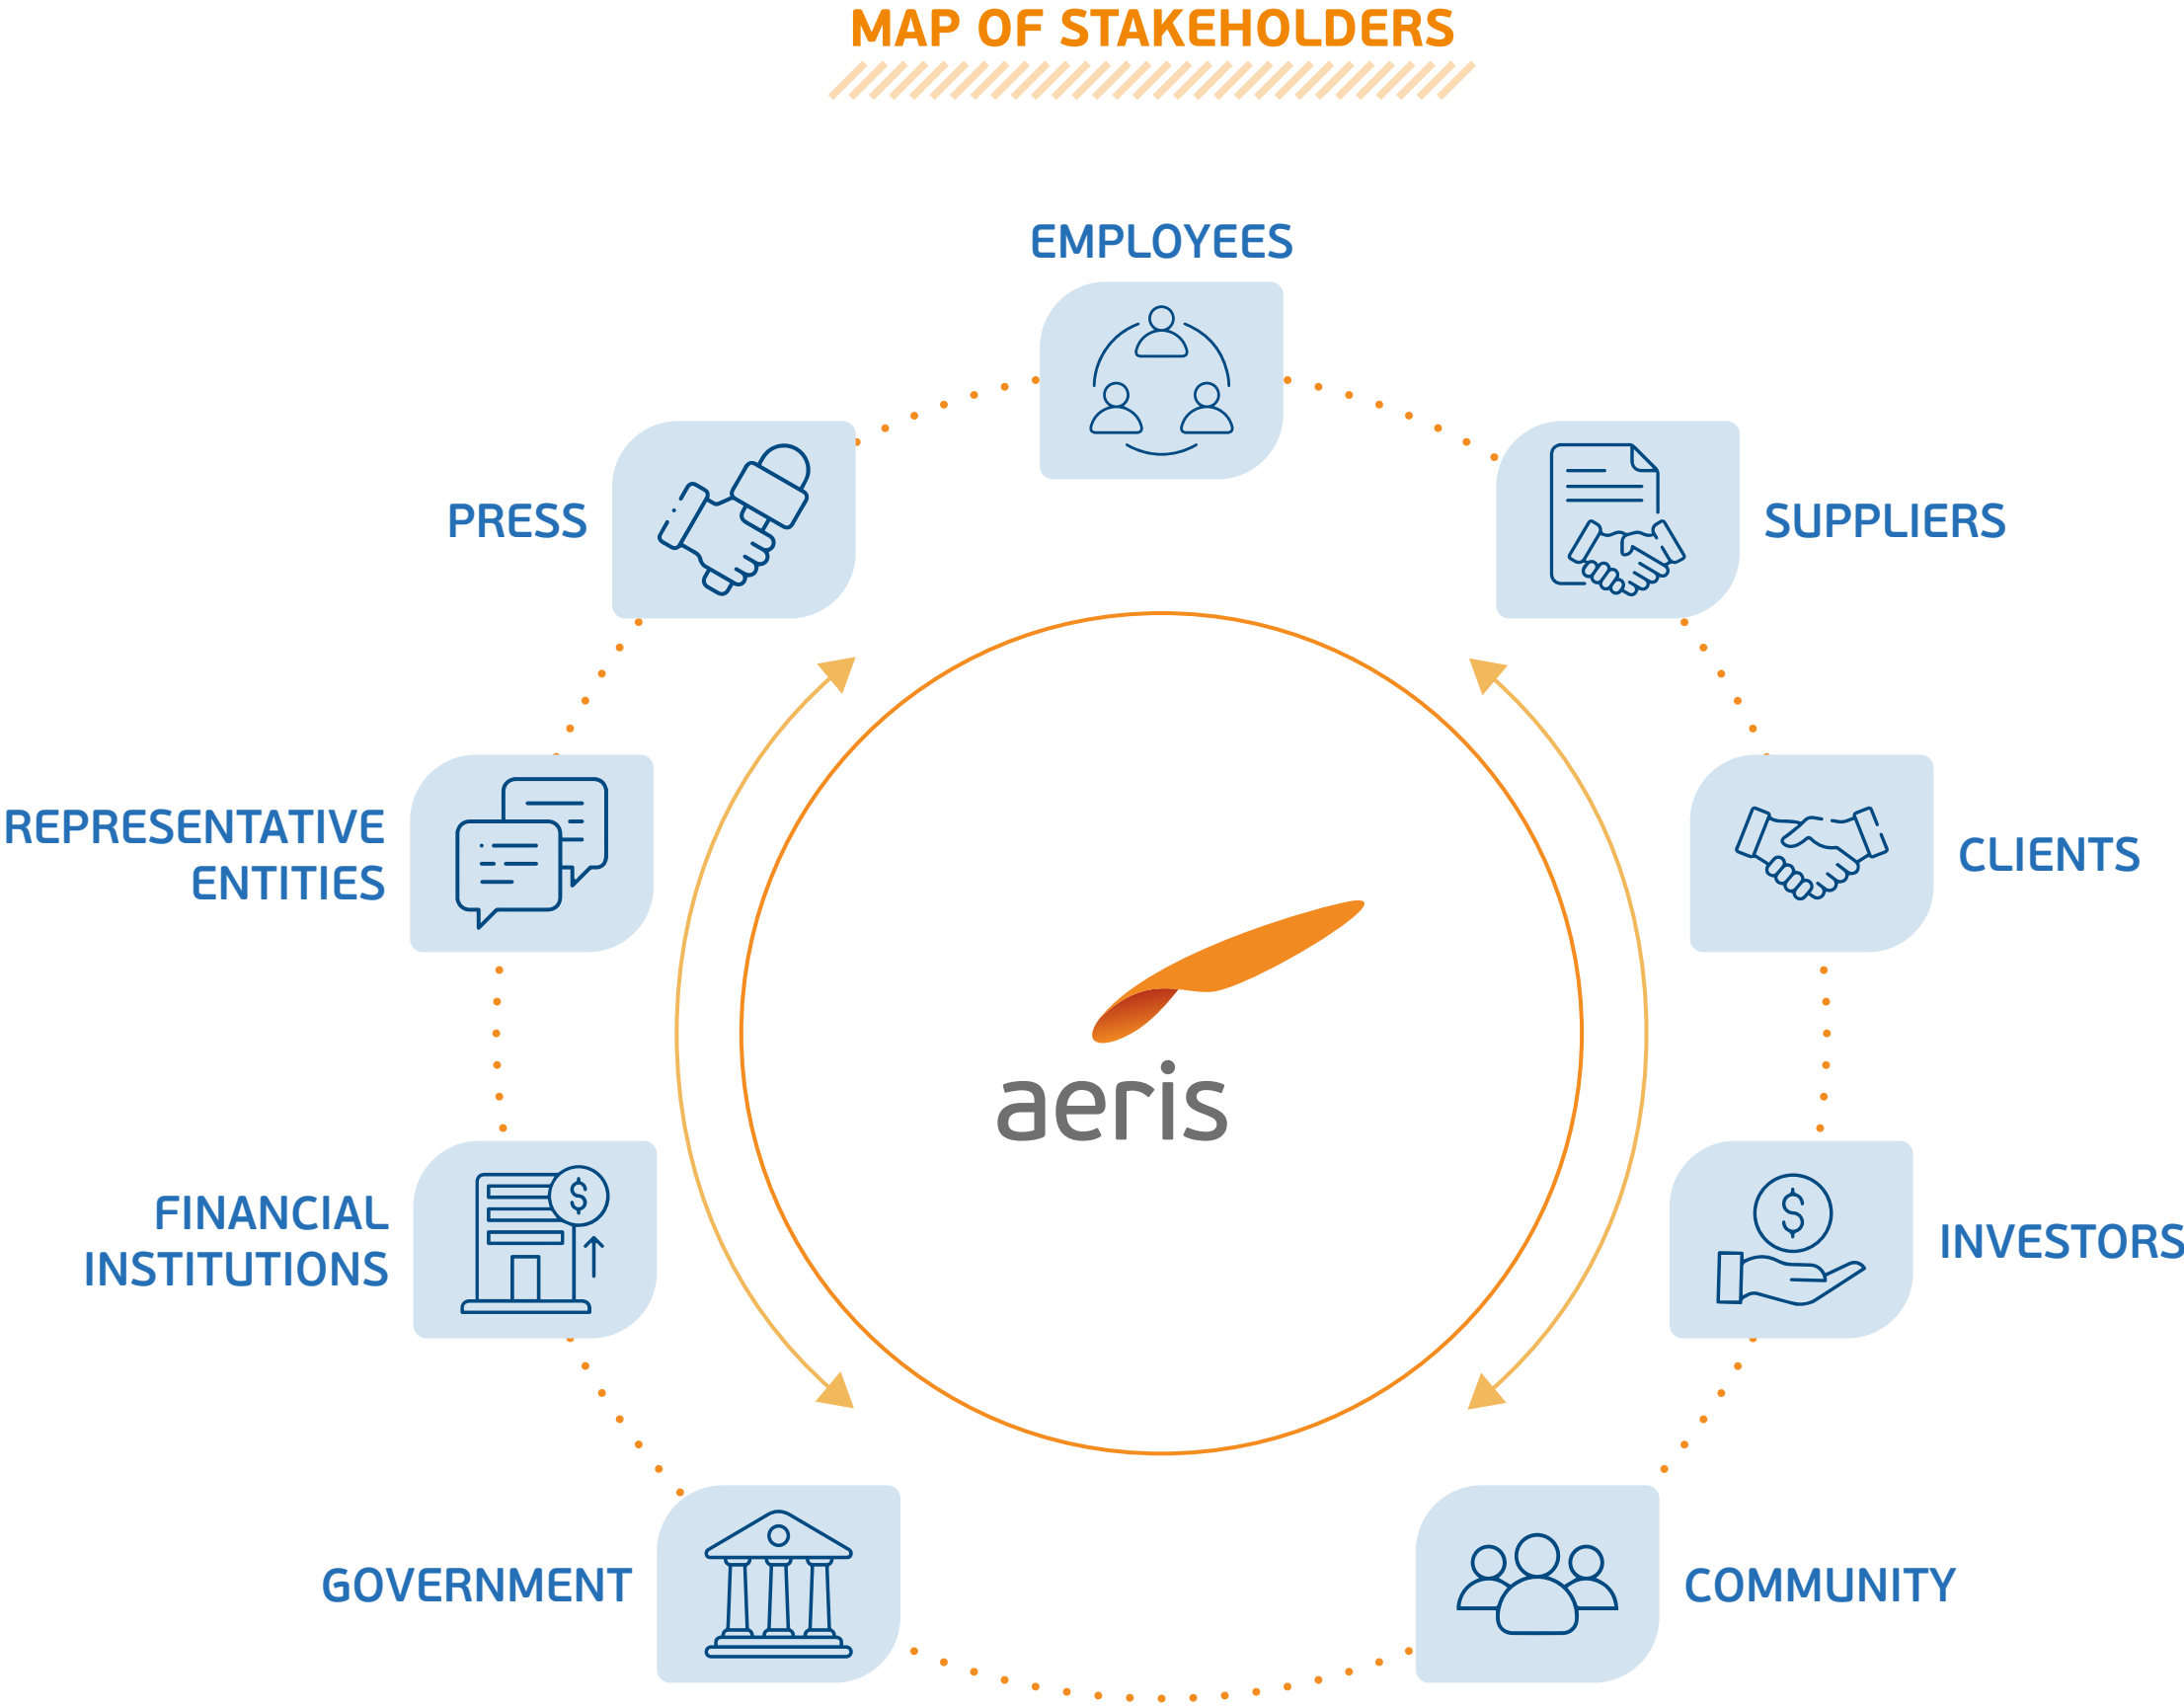 MAP OF STAKEHOLDERS
EMPLOYEES
PRESS
SUPPLIERS
REPRESENTATIVE
ENTITIES
CLIENTS
aeris
FINANCIAL
INSTITUTIONS
$
$
INVESTORS
GOVERNMENT
COMMUNITY